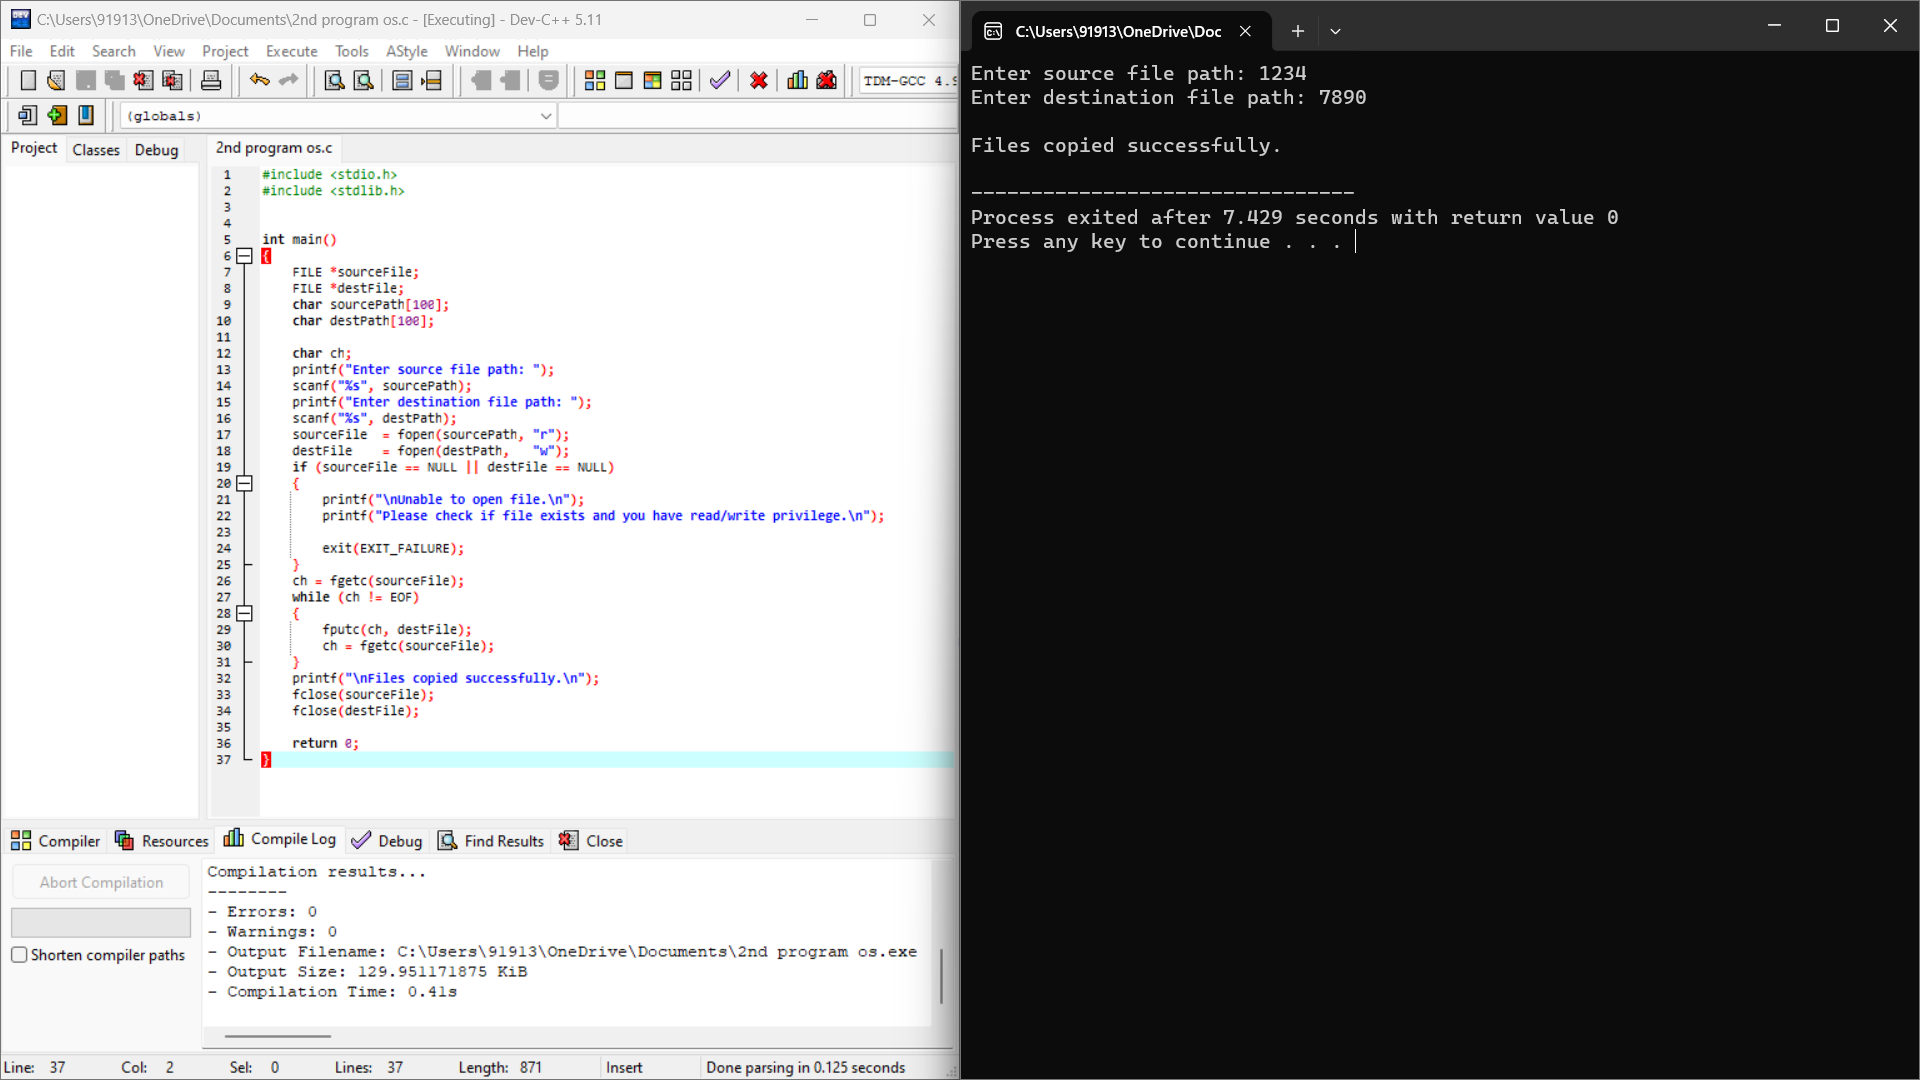 C:\Users\91913\OneDrive\Documents\2nd program os.c - [Executing] - Dev-C++ 5.11
File Edit Search View Project Execute Tools AStyle Window Help
TDM-GCC 4.9
(globals)
Project Classes Debug
2nd program os.c
1 #include <stdio.h>
2 #include <stdlib.h>
3
4
5 int main()
6 {
7 FILE *sourceFile;
8 FILE *destFile;
9 char sourcePath[100];
10 char destPath[100];
11
12 char ch;
13 printf("Enter source file path: ");
14 scanf("%s", sourcePath);
15 printf("Enter destination file path: ");
16 scanf("%s", destPath);
17 sourceFile  = fopen(sourcePath, "r");
18 destFile    = fopen(destPath,   "w");
19 if (sourceFile == NULL || destFile == NULL)
20 {
21 printf("\nUnable to open file.\n");
22 printf("Please check if file exists and you have read/write privilege.\n");
23
24 exit(EXIT_FAILURE);
25 }
26 ch = fgetc(sourceFile);
27 while (ch != EOF)
28 {
29 fputc(ch, destFile);
30 ch = fgetc(sourceFile);
31 }
32 printf("\nFiles copied successfully.\n");
33 fclose(sourceFile);
34 fclose(destFile);
35
36 return 0;
37 }
Compiler Resources Compile Log Debug Find Results Close
Abort Compilation
Shorten compiler paths
Compilation results...
--------
- Errors: 0
- Warnings: 0
- Output Filename: C:\Users\91913\OneDrive\Documents\2nd program os.exe
- Output Size: 129.951171875 KiB
- Compilation Time: 0.41s
Line: 37 Col: 2 Sel: 0 Lines: 37 Length: 871 Insert Done parsing in 0.125 seconds
C:\Users\91913\OneDrive\Doc
Enter source file path: 1234
Enter destination file path: 7890
Files copied successfully.
--------------------------------
Process exited after 7.429 seconds with return value 0
Press any key to continue . . .